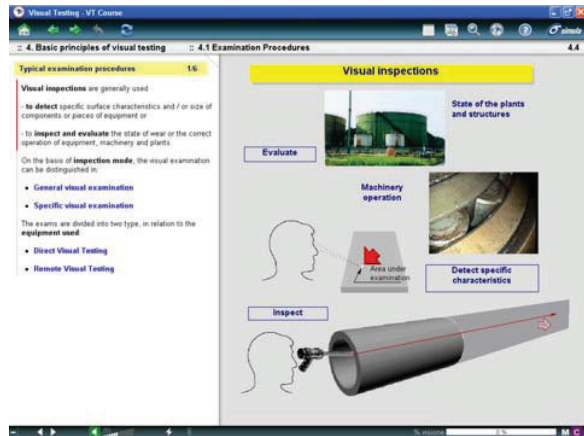 Visual Testing - VT Course
:: 4. Basic principles of visual testing :: 4.1 Examination Procedures 4.4
Typical examination procedures 1/6
Visual inspections are generally used
- to detect specific surface characteristics and / or size of
components or pieces of equipment or
- to inspect and evaluate the state of wear or the correct
operation of equipment, machinery and plants.
On the basis of inspection mode, the visual examination
can be distinguished in:
• General visual examination
• Specific visual examination
The exams are divided into two type, in relation to the
equipment used.
• Direct Visual Testing
• Remote Visual Testing
Visual inspections
State of the plants
and structures
Evaluate
Machinery
operation
Area under
examination
Detect specific
characteristics
Inspect
% visione 0 % M C